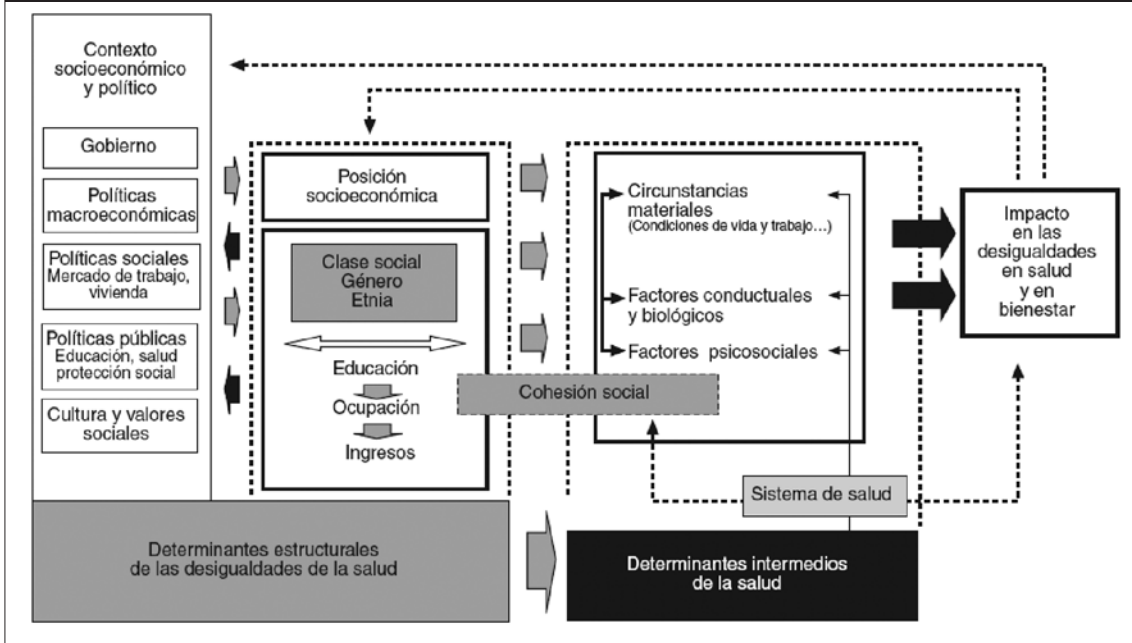 Contexto
socioeconómico
y político
Gobierno
Políticas
macroeconómicas
Políticas sociales
Mercado de trabajo,
vivienda
Políticas públicas
Educación, salud
protección social
Cultura y valores
sociales
Posición
socioeconómica
Clase social
Género
Etnia
Educación
Ocupación
Ingresos
Cohesión social
Circunstancias
materiales
(Condiciones de vida y trabajo...)
Factores conductuales
y biológicos
Factores psicosociales
Sistema de salud
Impacto
en las
desigualdades
en salud
y en
bienestar
Determinantes estructurales
de las desigualdades de la salud
Determinantes intermedios
de la salud